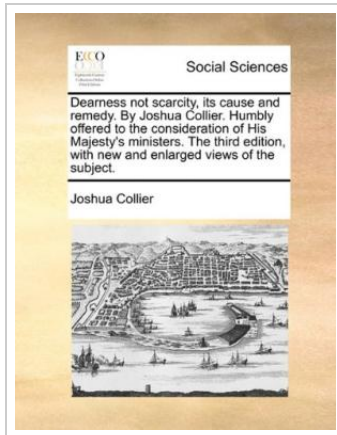 ECCO
Social Sciences
Dearness not scarcity, its cause and
remedy. By Joshua Collier. Humbly
offered to the consideration of His
Majesty's ministers. The third edition,
with new and enlarged views of the
subject.
Joshua Collier